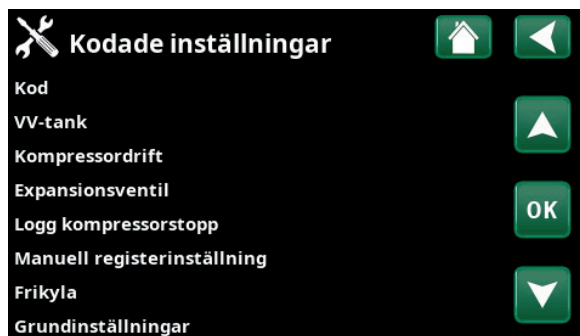 Kodade inställningar
Kod
VV-tank
Kompressordrift
Expansionsventil
OK
Logg kompressorstopp
Manuell registerinställning
Frikyla
Grundinställningar